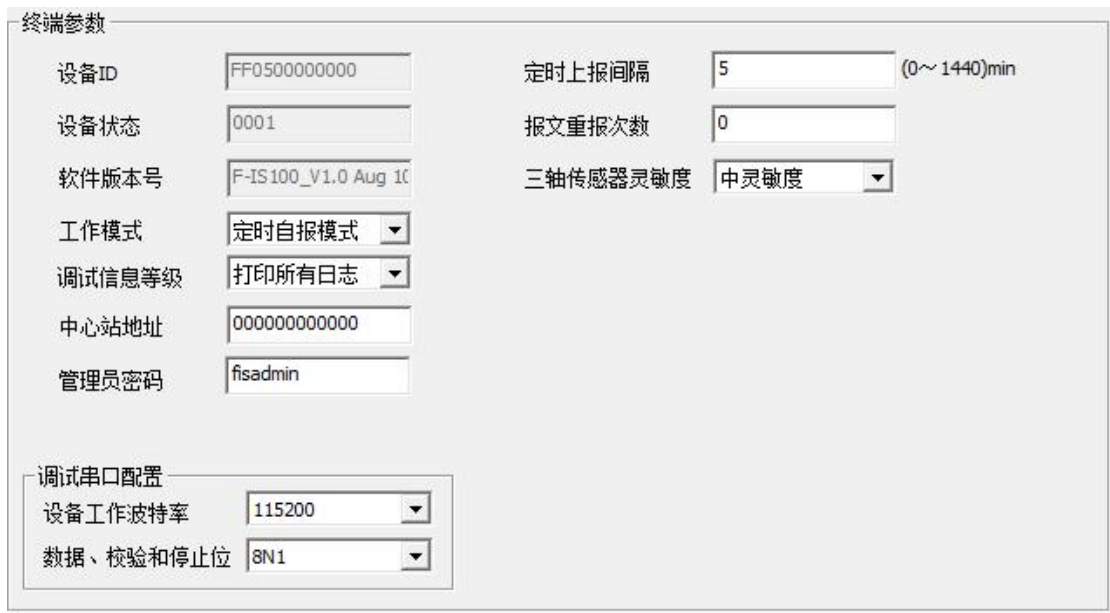 终端参数
设备ID FF0500000000 定时上报间隔 5 (0～1440)min
设备状态 0001 报文重报次数 0
软件版本号 F-IS100_V1.0 Aug 10 三轴传感器灵敏度 中灵敏度
工作模式 定时自报模式
调试信息等级 打印所有日志
中心站地址 000000000000
管理员密码 fisadmin
调试串口配置
设备工作波特率 115200
数据、校验和停止位 8N1